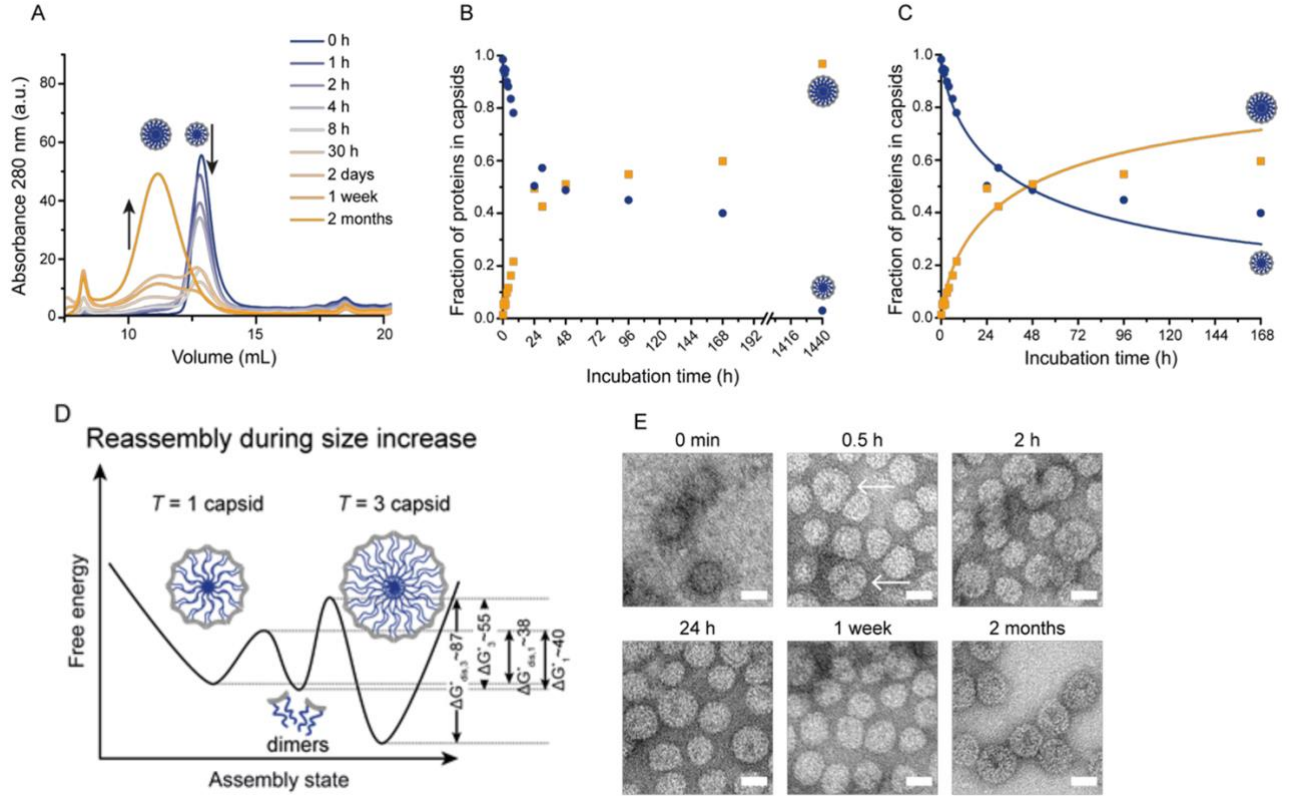 A
Absorbance 280 nm (a.u.)
80
60
40
20
0
10
15
20
Volume (mL)
0 h
1 h
2 h
4 h
8 h
30 h
2 days
1 week
2 months
B
Fraction of proteins in capsids
1.0
0.8
0.6
0.4
0.2
0.0
0
24
48
72
96
120
144
168
192
1416
1440
Incubation time (h)
C
Fraction of proteins in capsids
1.0
0.8
0.6
0.4
0.2
0.0
0
24
48
72
96
120
144
168
Incubation time (h)
D
Reassembly during size increase
T = 1 capsid
T = 3 capsid
Free energy
dimers
ΔG*dis,3~87
ΔG*3~55
ΔG*dis,1~38
ΔG*1~40
Assembly state
E
0 min
0.5 h
2 h
24 h
1 week
2 months